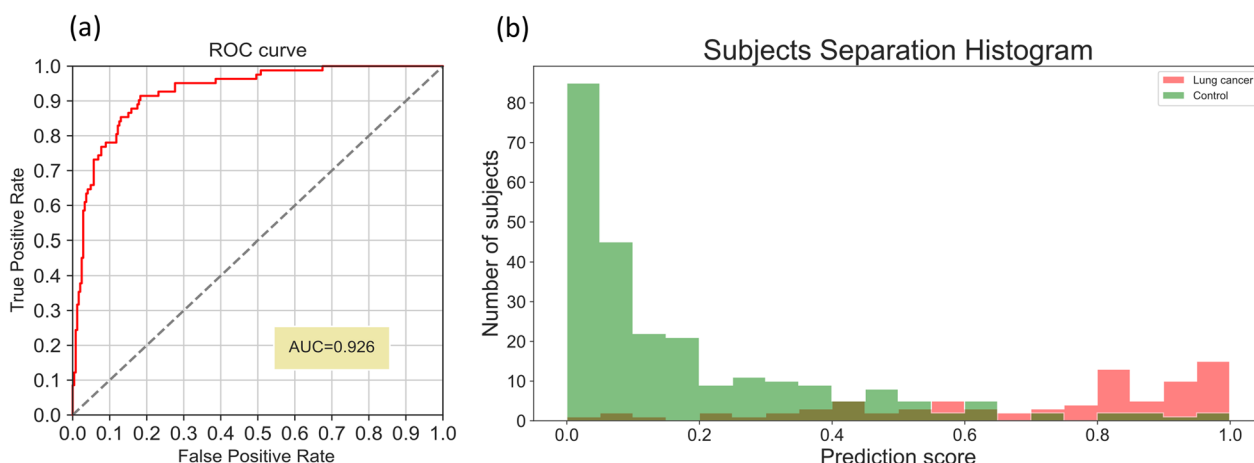 (a)
ROC curve
1.0
0.9
0.8
0.7
0.6
0.5
0.4
0.3
0.2
0.1
0.0
True Positive Rate
AUC=0.926
0.0 0.1 0.2 0.3 0.4 0.5 0.6 0.7 0.8 0.9 1.0
False Positive Rate
(b)
Subjects Separation Histogram
Lung cancer
Control
80
70
60
50
40
30
20
10
0
Number of subjects
0.0 0.2 0.4 0.6 0.8 1.0
Prediction score